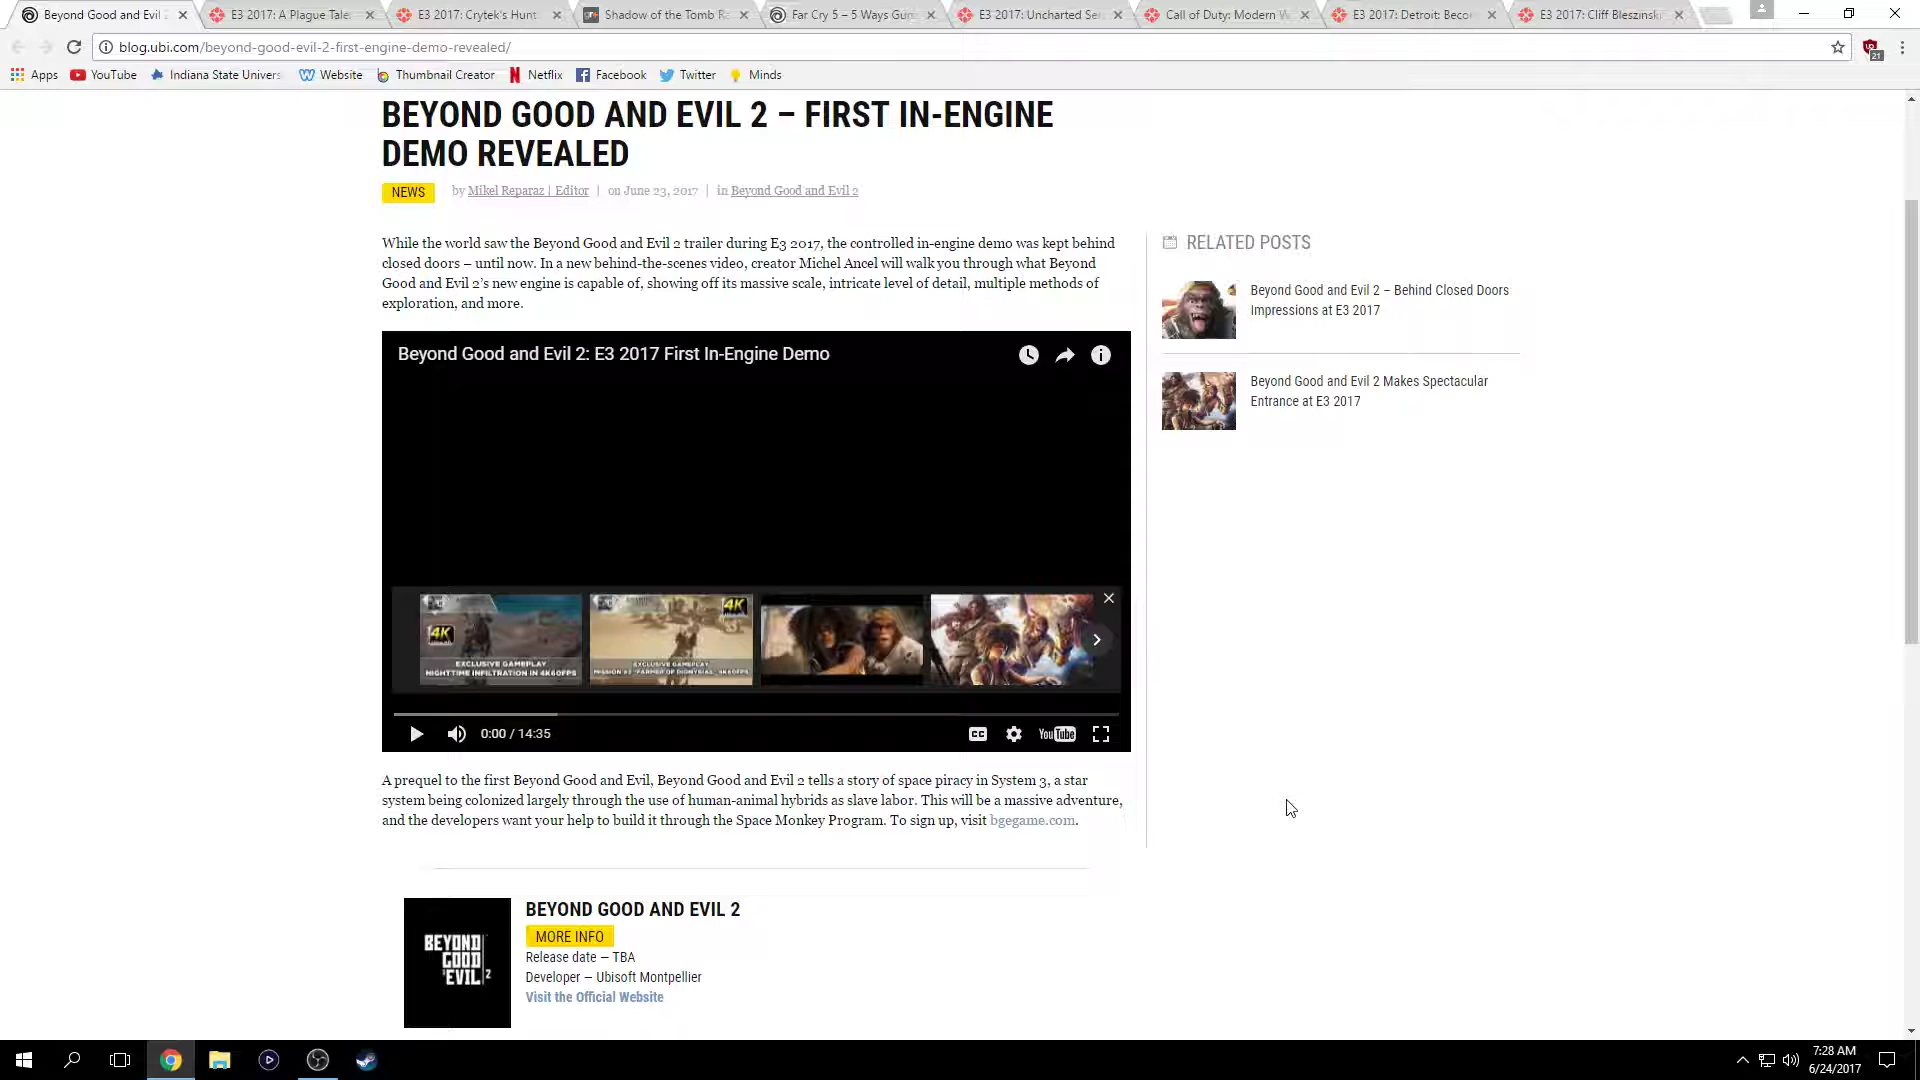 Beyond Good and Evil
E3 2017: A Plague Tale:
E3 2017: Crytek's Hunt
Shadow of the Tomb R
Far Cry 5 – 5 Ways Gun
E3 2017: Uncharted Ser
Call of Duty: Modern W
E3 2017: Detroit: Beco
E3 2017: Cliff Bleszinski
blog.ubi.com/beyond-good-evil-2-first-engine-demo-revealed/
21
Apps
YouTube
Indiana State Univers
Website
Thumbnail Creator
Netflix
Facebook
Twitter
Minds
BEYOND GOOD AND EVIL 2 – FIRST IN-ENGINE
DEMO REVEALED
NEWS
by Mikel Reparaz | Editor | on June 23, 2017 | in Beyond Good and Evil 2
While the world saw the Beyond Good and Evil 2 trailer during E3 2017, the controlled in-engine demo was kept behind
closed doors – until now. In a new behind-the-scenes video, creator Michel Ancel will walk you through what Beyond
Good and Evil 2's new engine is capable of, showing off its massive scale, intricate level of detail, multiple methods of
exploration, and more.
RELATED POSTS
Beyond Good and Evil 2 – Behind Closed Doors
Impressions at E3 2017
Beyond Good and Evil 2 Makes Spectacular
Entrance at E3 2017
Beyond Good and Evil 2: E3 2017 First In-Engine Demo
4K
EXCLUSIVE GAMEPLAY
NIGHTTIME INFILTRATION IN 4K60FPS
4K
EXCLUSIVE GAMEPLAY
0:00 / 14:35
CC
YouTube
A prequel to the first Beyond Good and Evil, Beyond Good and Evil 2 tells a story of space piracy in System 3, a star
system being colonized largely through the use of human-animal hybrids as slave labor. This will be a massive adventure,
and the developers want your help to build it through the Space Monkey Program. To sign up, visit bgegame.com.
BEYOND
GOOD
EVIL 2
BEYOND GOOD AND EVIL 2
MORE INFO
Release date – TBA
Developer – Ubisoft Montpellier
Visit the Official Website
7:28 AM
6/24/2017